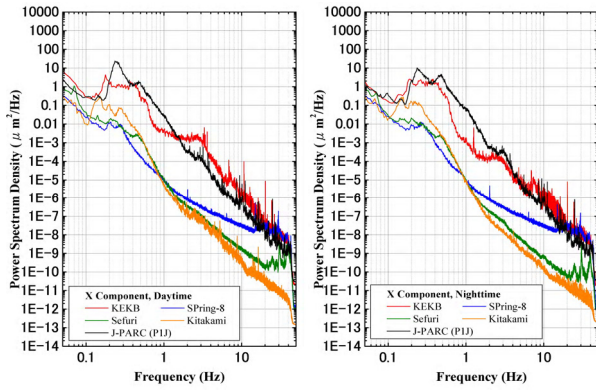 10000
1000
100
10
1
0.1
0.01
1E−3
1E−4
1E−5
1E−6
1E−7
1E−8
1E−9
1E−10
1E−11
1E−12
1E−13
1E−14
Power Spectrum Density (μm²/Hz)
X Component, Daytime
KEKB SPring-8
Sefuri Kitakami
J-PARC (P1J)
0.1 1 10
Frequency (Hz)
10000
1000
100
10
1
0.1
0.01
1E−3
1E−4
1E−5
1E−6
1E−7
1E−8
1E−9
1E−10
1E−11
1E−12
1E−13
1E−14
Power Spectrum Density (μm²/Hz)
X Component, Nighttime
KEKB SPring-8
Sefuri Kitakami
J-PARC (P1J)
0.1 1 10
Frequency (Hz)